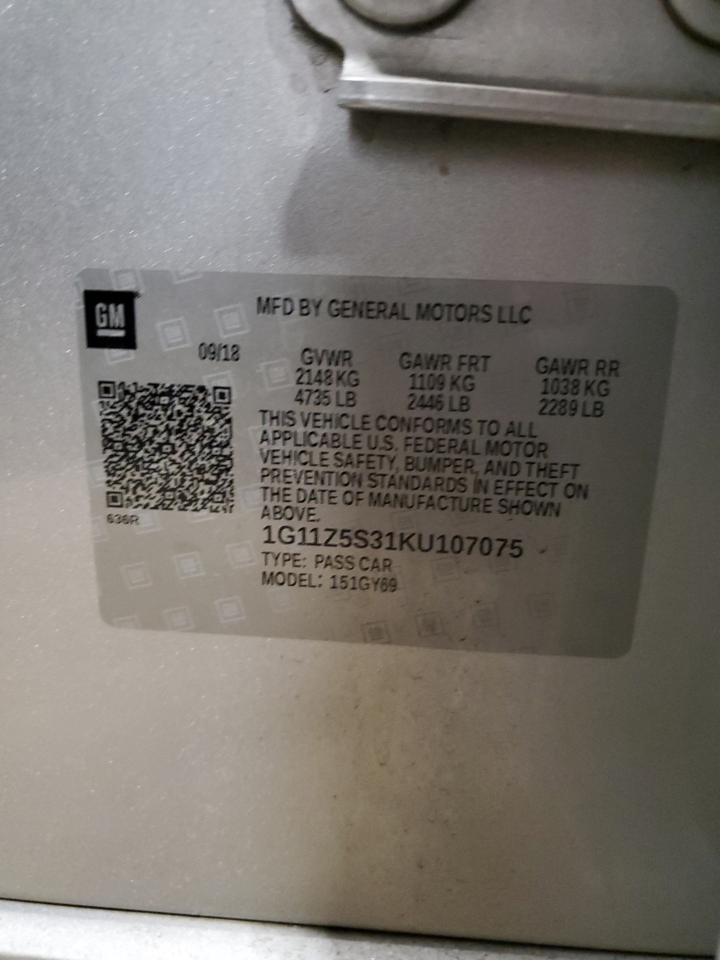 GM
MFD BY GENERAL MOTORS LLC
09/18 GVWR GAWR FRT GAWR RR
2148 KG 1109 KG 1038 KG
4735 LB 2446 LB 2289 LB
THIS VEHICLE CONFORMS TO ALL
APPLICABLE U.S. FEDERAL MOTOR
VEHICLE SAFETY, BUMPER, AND THEFT
PREVENTION STANDARDS IN EFFECT ON
THE DATE OF MANUFACTURE SHOWN
ABOVE.
636R
1G11Z5S31KU107075
TYPE: PASS CAR
MODEL: 151GY69